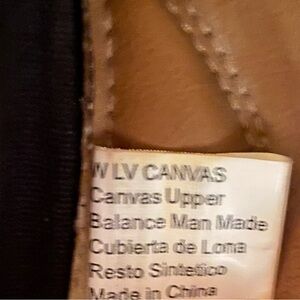 W LV CANVAS
Canvas Upper
Balance Man Made
Cubierta de Lona
Resto Sintetico
Made in China